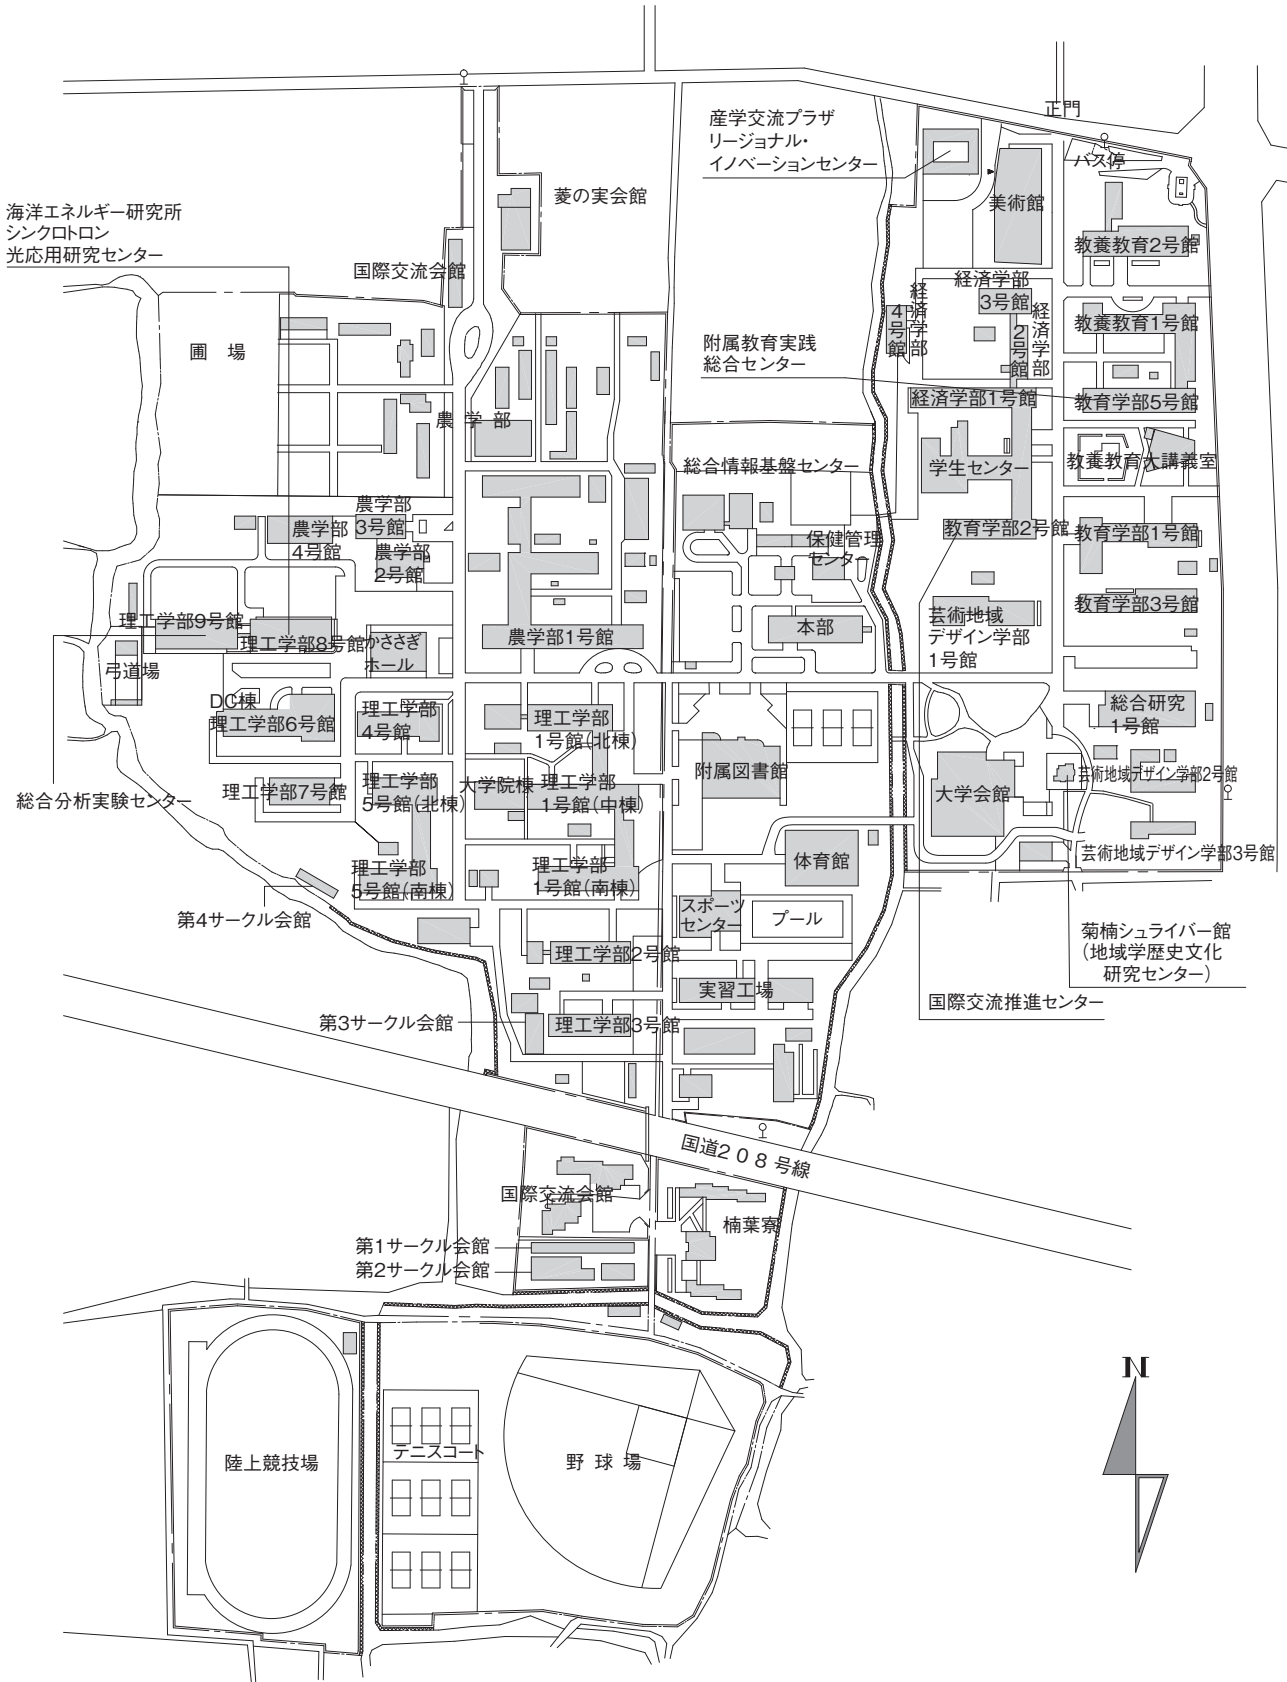 正門
産学交流プラザ
リージョナル・
イノベーションセンター
バス停
菱の実会館
美術館
海洋エネルギー研究所
シンクロトロン
光応用研究センター
国際交流会館
教養教育2号館
経済学部
3号館
経済学部
4号館
経済学部
2号館
教養教育1号館
圃 場
附属教育実践
総合センター
経済学部1号館
教育学部5号館
農 学 部
総合情報基盤センター
学生センター
教養教育大講義室
農学部
3号館
農学部
4号館
農学部
2号館
保健管理
センター
教育学部2号館
教育学部1号館
教育学部3号館
理工学部9号館
理工学部8号館
かささぎ
ホール
農学部1号館
本部
芸術地域
デザイン学部
1号館
弓道場
DC棟
理工学部6号館
理工学部
4号館
理工学部
1号館(北棟)
総合研究
1号館
附属図書館
芸術地域デザイン学部2号館
総合分析実験センター
理工学部7号館
理工学部
5号館(北棟)
大学院棟
理工学部
1号館(中棟)
大学会館
体育館
芸術地域デザイン学部3号館
理工学部
5号館(南棟)
理工学部
1号館(南棟)
第4サークル会館
スポーツ
センター
プール
菊楠シュライバー館
(地域学歴史文化
研究センター)
理工学部2号館
実習工場
国際交流推進センター
第3サークル会館
理工学部3号館
国道208号線
国際交流会館
楠葉寮
第1サークル会館
第2サークル会館
N
陸上競技場
テニスコート
野 球 場